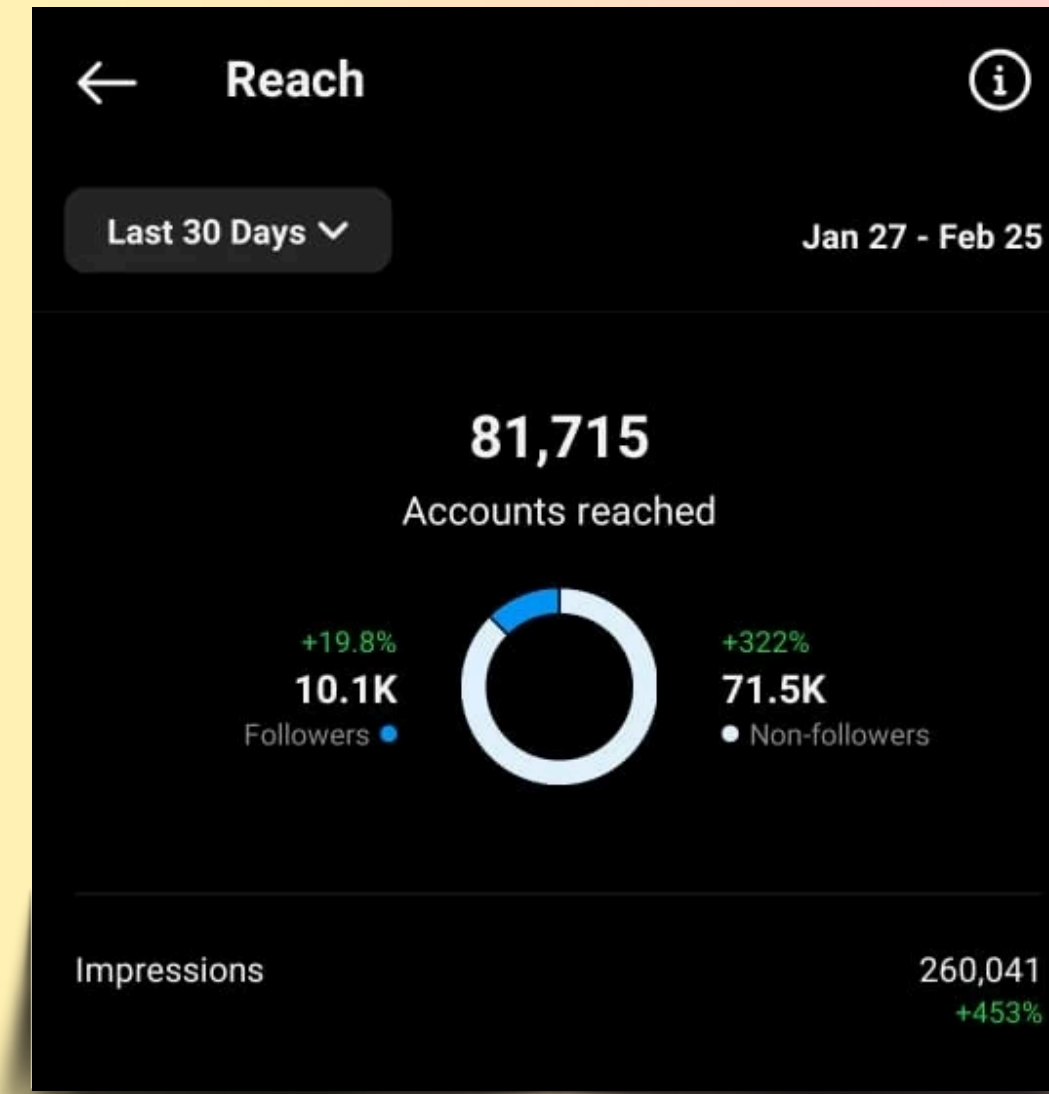 Reach
Last 30 Days
Jan 27 - Feb 25
81,715
Accounts reached
+19.8%
10.1K
Followers
+322%
71.5K
Non-followers
Impressions
260,041
+453%